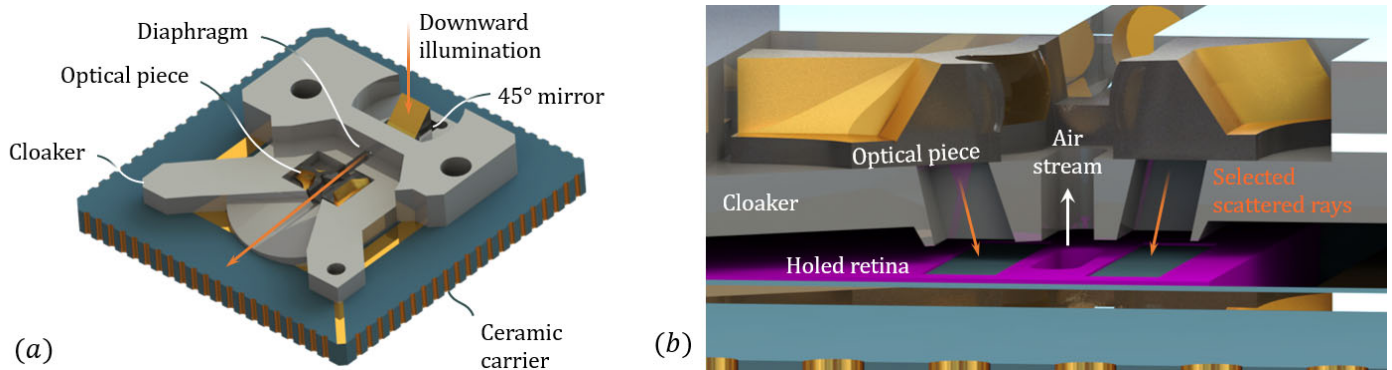 Diaphragm
Downward
illumination
Optical piece
45° mirror
Cloaker
Ceramic
carrier
(a)
Optical piece
Air
stream
Selected
scattered rays
Cloaker
Holed retina
(b)